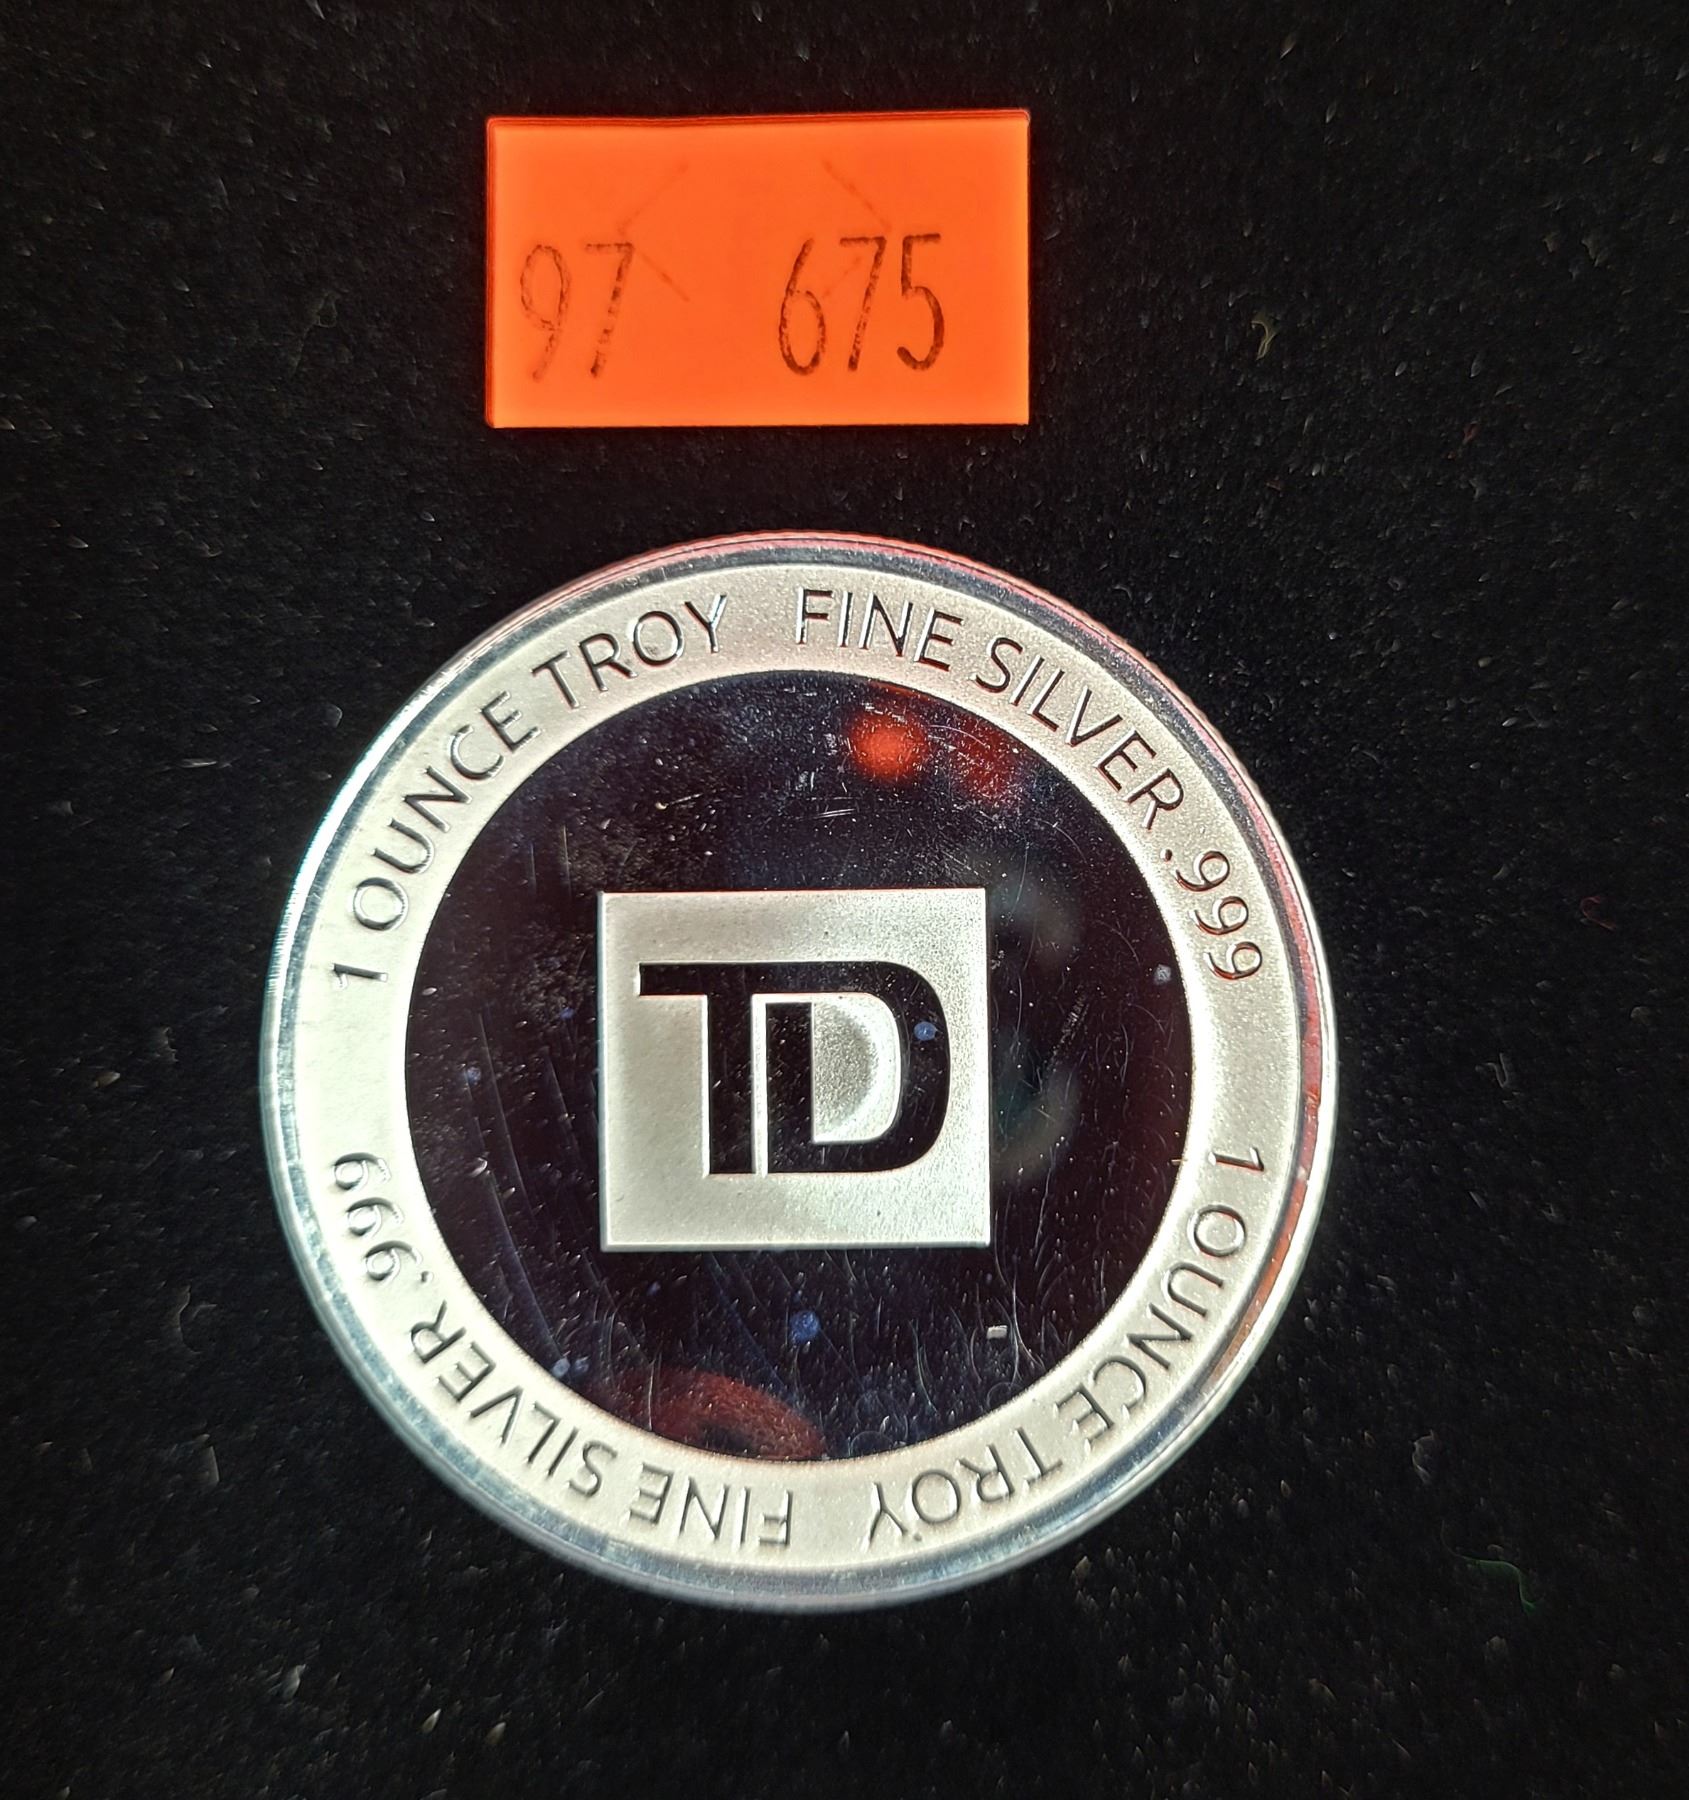 97 675
1 OUNCE TROY FINE SILVER .999
TD
1 OUNCE TROY FINE SILVER .999